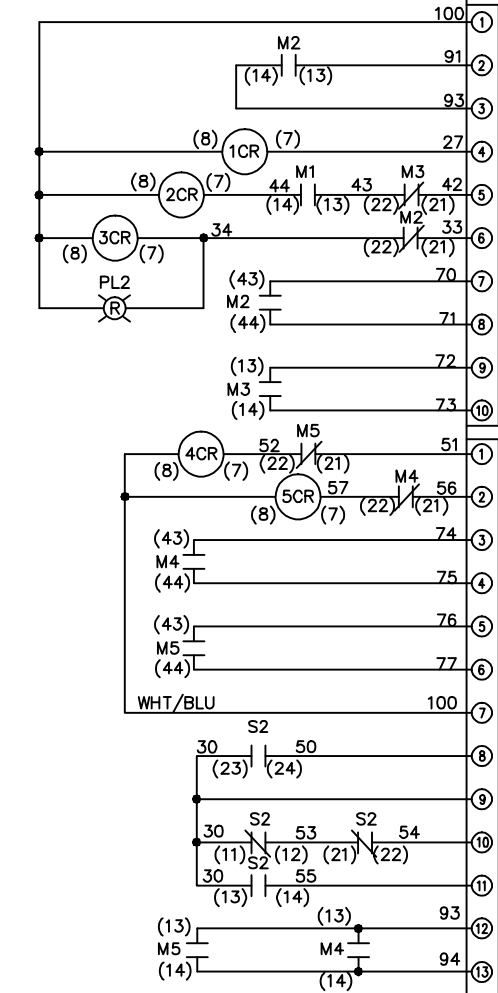 100 1
M2 91 2
(14) (13)
93 3
(8) 1CR (7) 27 4
(8) 2CR (7) 44 M1 43 M3 42 5
(14) (13) (22) (21)
(8) 3CR (7) 34 M2 33 6
(22) (21)
PL2
R
(43) 70 7
M2
(44) 71 8
(13) 72 9
M3
(14) 73 10
(8) 4CR (7) 52 M5 51 1
(22) (21)
(8) 5CR (7) 57 M4 56 2
(22) (21)
(43) 74 3
M4
(44) 75 4
(43) 76 5
M5
(44) 77 6
WHT/BLU 100 7
S2
30 50 8
(23) (24)
9
S2 S2
30 53 54 10
(11) (12) (21) (22)
S2
30 55 11
(13) (14)
(13) (13) 93 12
M5 M4
(14) (14) 94 13